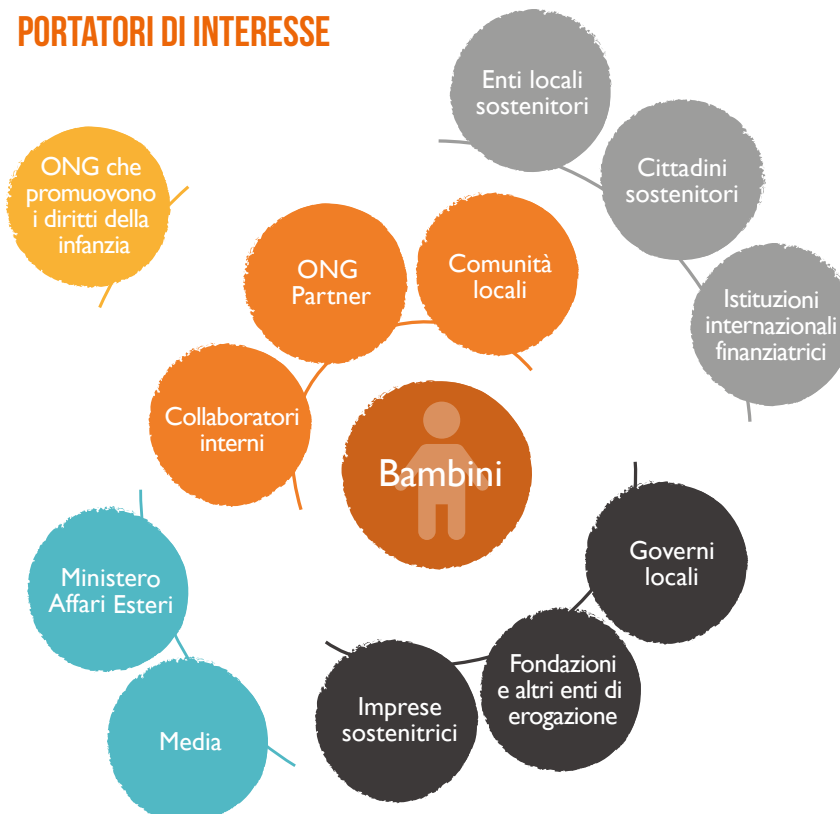 PORTATORI DI INTERESSE
Enti locali
sostenitori
ONG che
promuovono
i diritti della
infanzia
Cittadini
sostenitori
ONG
Partner
Comunità
locali
Istituzioni
internazionali
finanziatrici
Collaboratori
interni
Bambini
Governi
locali
Ministero
Affari Esteri
Fondazioni
e altri enti di
erogazione
Imprese
sostenitrici
Media